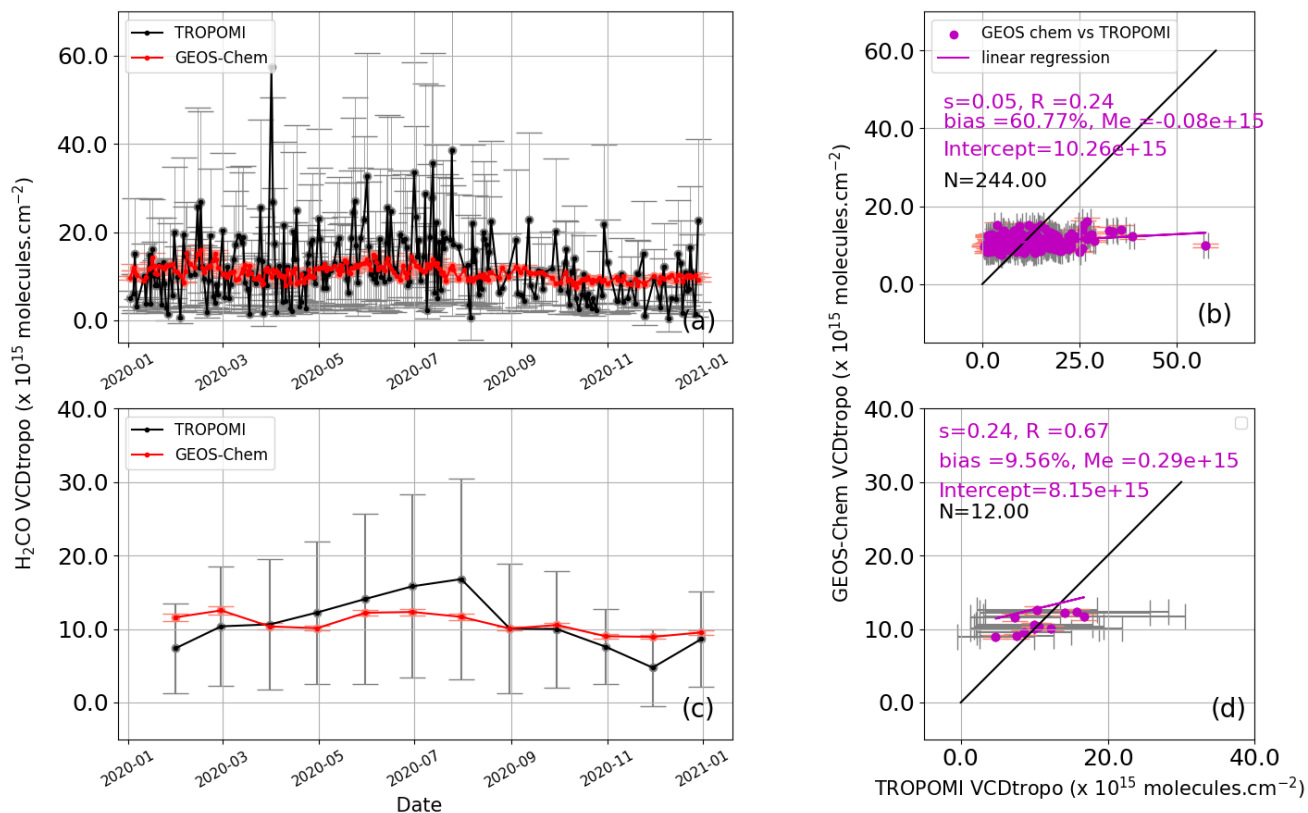 TROPOMI
GEOS-Chem
60.0
40.0
20.0
0.0
(a)
2020-01
2020-03
2020-05
2020-07
2020-09
2020-11
2021-01
GEOS chem vs TROPOMI
linear regression
s=0.05, R =0.24
bias =60.77%, Me =-0.08e+15
Intercept=10.26e+15
N=244.00
60.0
40.0
20.0
0.0
(b)
0.0
25.0
50.0
H₂CO VCDtropo (x 10¹⁵ molecules.cm⁻²)
GEOS-Chem VCDtropo (x 10¹⁵ molecules.cm⁻²)
TROPOMI
GEOS-Chem
40.0
30.0
20.0
10.0
0.0
(c)
2020-01
2020-03
2020-05
2020-07
2020-09
2020-11
2021-01
Date
s=0.24, R =0.67
bias =9.56%, Me =0.29e+15
Intercept=8.15e+15
N=12.00
40.0
30.0
20.0
10.0
0.0
(d)
0.0
20.0
40.0
TROPOMI VCDtropo (x 10¹⁵ molecules.cm⁻²)